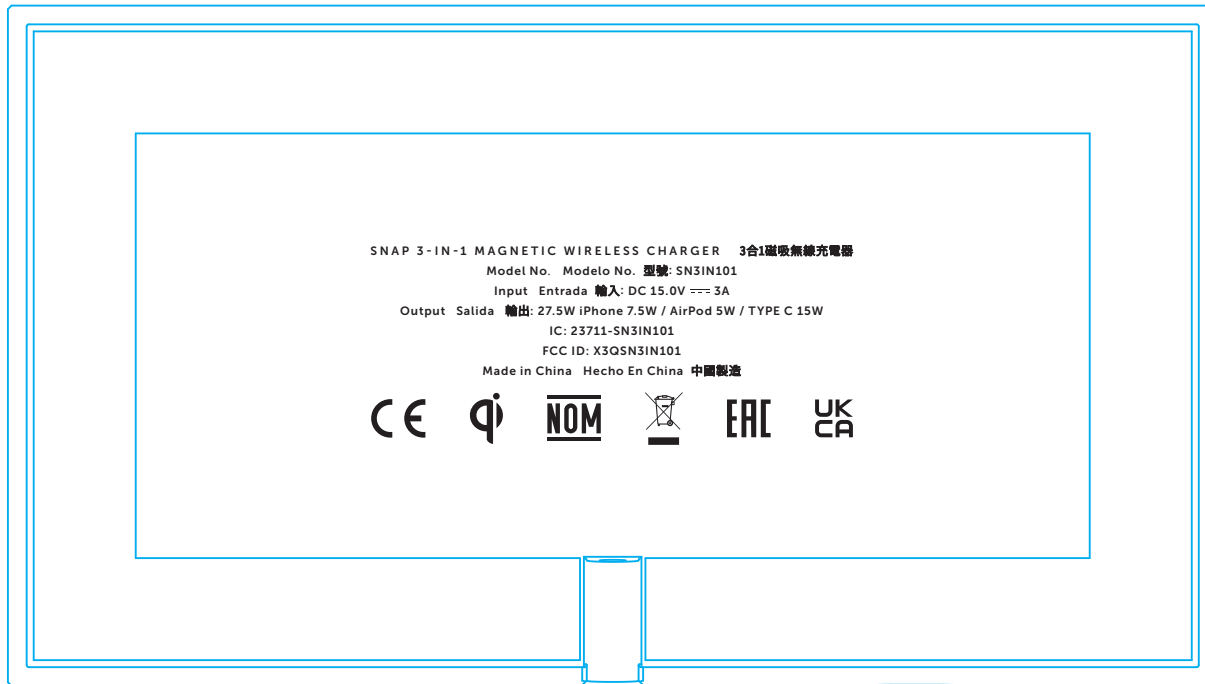 SNAP 3-IN-1 MAGNETIC WIRELESS CHARGER 3合1磁吸無線充電器
Model No. Modelo No. 型號: SN3IN101
Input Entrada 輸入: DC 15.0V ⎓ 3A
Output Salida 輸出: 27.5W iPhone 7.5W / AirPod 5W / TYPE C 15W
IC: 23711-SN3IN101
FCC ID: X3QSN3IN101
Made in China Hecho En China 中國製造
CE qi NOM EAC UK CA